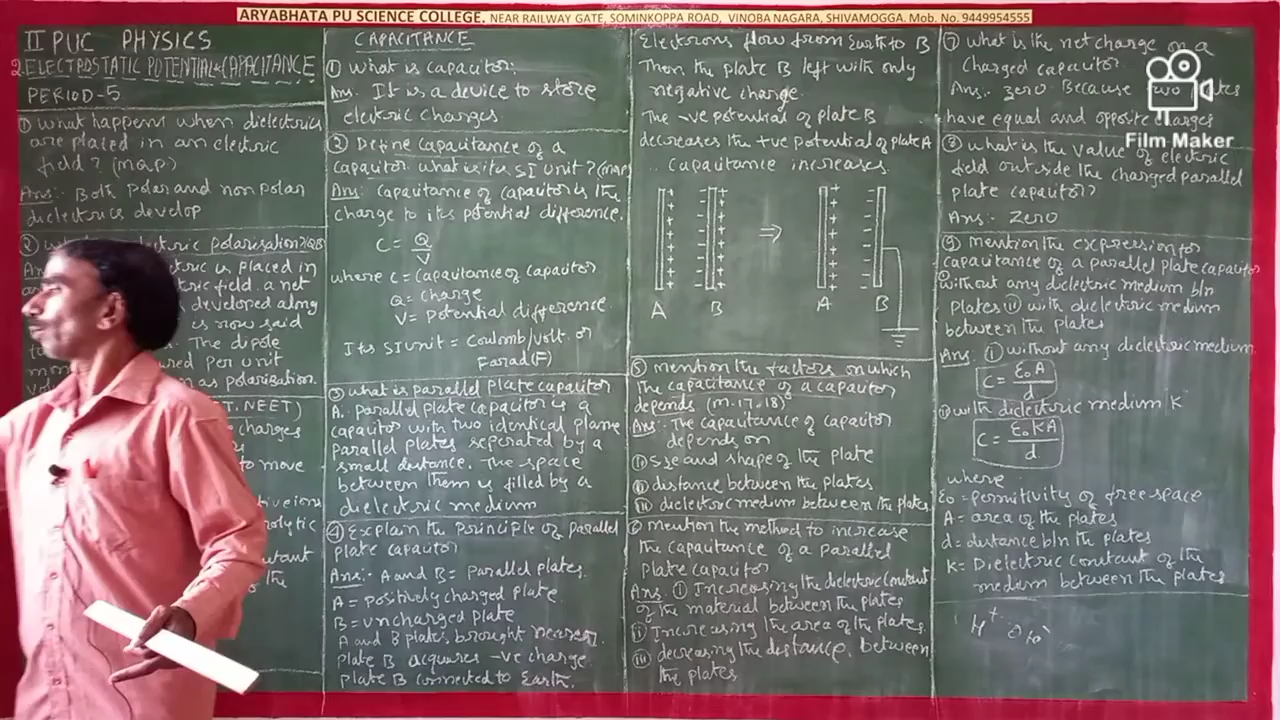 ARYABHATA PU SCIENCE COLLEGE. NEAR RAILWAY GATE, SOMINKOPPA ROAD, VINOBA NAGARA, SHIVAMOGGA. Mob. No. 9449954555
II PUC PHYSICS
2. ELECTROSTATIC POTENTIAL & CAPACITANCE
PERIOD-5
① what happens when dielectrics
are placed in an electric
field? (mqp)
Ans:- Both Polar and non Polar
dielectrics develop
②
polarisation?
is placed in
field. a net
developed along
is now said
The dipole
per unit
as polarisation.
NEET)
charges
to move
CAPACITANCE
① What is capacitor:
Ans. It is a device to store
electric charges
② Define Capacitance of a
capacitor. what is its SI Unit? (mqp)
Ans: Capacitance of capacitor is the
charge to its potential difference.
C = Q/V
where C = Capacitance of capacitor
Q = charge
V = Potential difference.
Its SI Unit = Coulomb/volt. or
Farad (F)
③ what is parallel plate capacitor
A. parallel plate capacitor is a
capacitor with two identical plane
parallel plates seperated by a
small distance. The space
between them is filled by a
dielectric medium
④ Explain the Principle of parallel
plate capacitor
Ans:- A and B = Parallel plates.
A = positively charged plate.
B = uncharged plate
A and B plates brought nearer.
plate B acquires -ve charge.
plate B connected to Earth.
Electrons flow from Earth to B
Then the plate B left with only
negative charge.
The -ve potential of plate B
decreases the +ve potential of plate A
∴ Capacitance increases.
A B ⇒ A B
⑤ mention the factors on which
the capacitance of a capacitor
depends (M.17.18)
Ans: The capacitance of capacitor
depends on
i) size and shape of the plate
ii) distance between the plates
iii) dielectric medium between the plates.
⑥ mention the method to increase
the capacitance of a parallel
plate capacitor
Ans. ① Increasing the dielectric constant
of the material between the plates
ii) Increasing the area of the plates.
iii) decreasing the distance, between
the plates
⑦ what is the net charge on a
charged capacitor.
Ans. zero. Because
have equal and opposite charges
⑧ what is the value of electric
field outside the charged parallel
plate capacitor?
Ans:- Zero
⑨ mention the expression for
capacitance of a parallel plate capacitor
① without any dielectric medium b/n
Plates ii) with dielectric medium
between the plates
Ans: ① without any dielectric medium.
C = ε₀A/d
ii) with dielectric medium K
C = ε₀KA/d
where
ε₀ = permitivity of free space
A = area of the plates
d = distance b/n the plates
K = Dielectric constant of the
medium between the plates
Film Maker